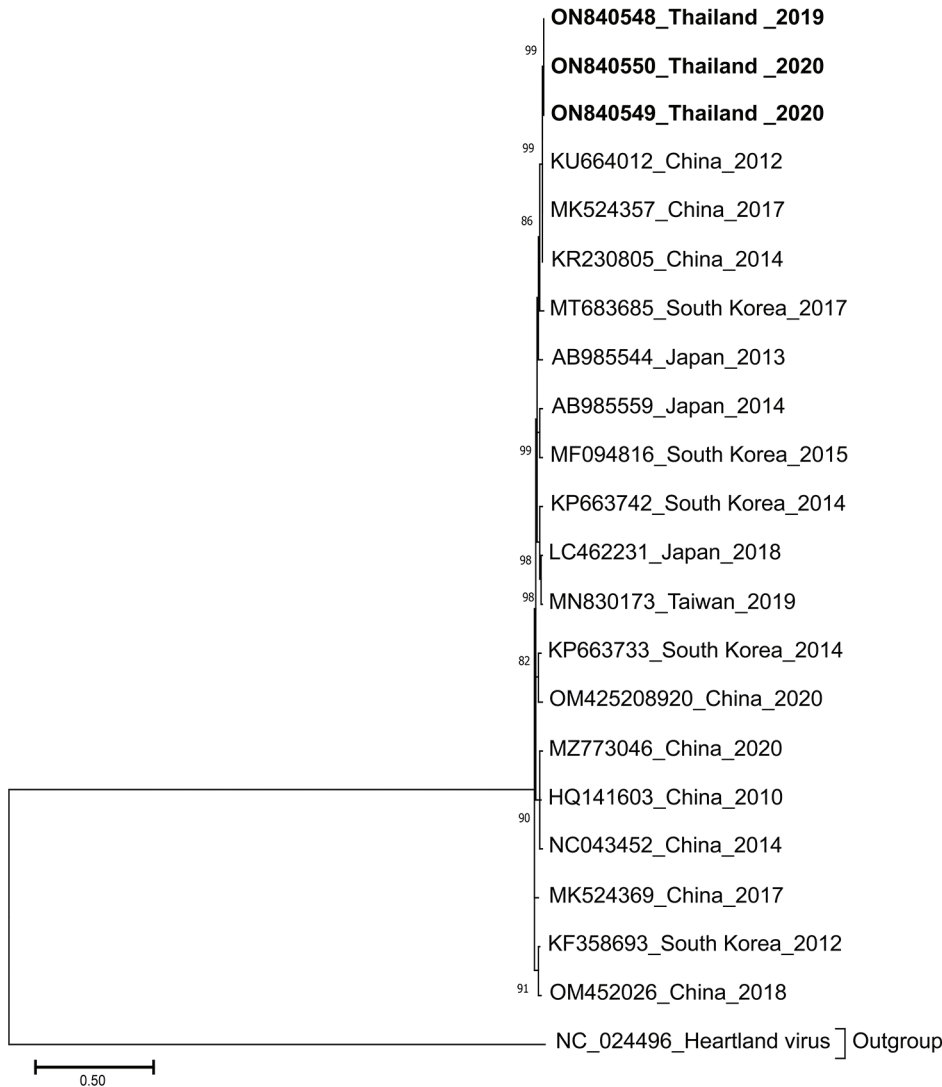 ON840548_Thailand _2019
99
ON840550_Thailand _2020
ON840549_Thailand _2020
99
KU664012_China_2012
MK524357_China_2017
86
KR230805_China_2014
MT683685_South Korea_2017
AB985544_Japan_2013
AB985559_Japan_2014
99
MF094816_South Korea_2015
KP663742_South Korea_2014
98
LC462231_Japan_2018
98
MN830173_Taiwan_2019
KP663733_South Korea_2014
82
OM425208920_China_2020
MZ773046_China_2020
HQ141603_China_2010
90
NC043452_China_2014
MK524369_China_2017
KF358693_South Korea_2012
91
OM452026_China_2018
NC_024496_Heartland virus Outgroup
0.50